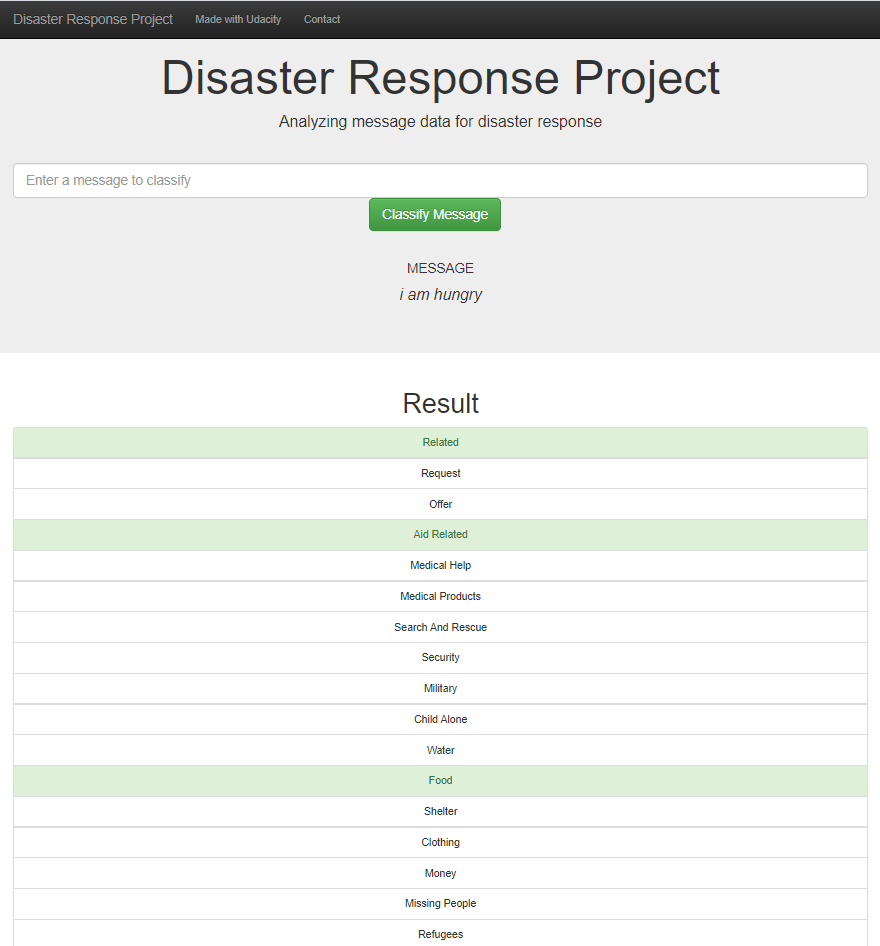 Disaster Response Project Made with Udacity Contact
Disaster Response Project
Analyzing message data for disaster response
Enter a message to classify
Classify Message
MESSAGE
i am hungry
Result
Related
Request
Offer
Aid Related
Medical Help
Medical Products
Search And Rescue
Security
Military
Child Alone
Water
Food
Shelter
Clothing
Money
Missing People
Refugees